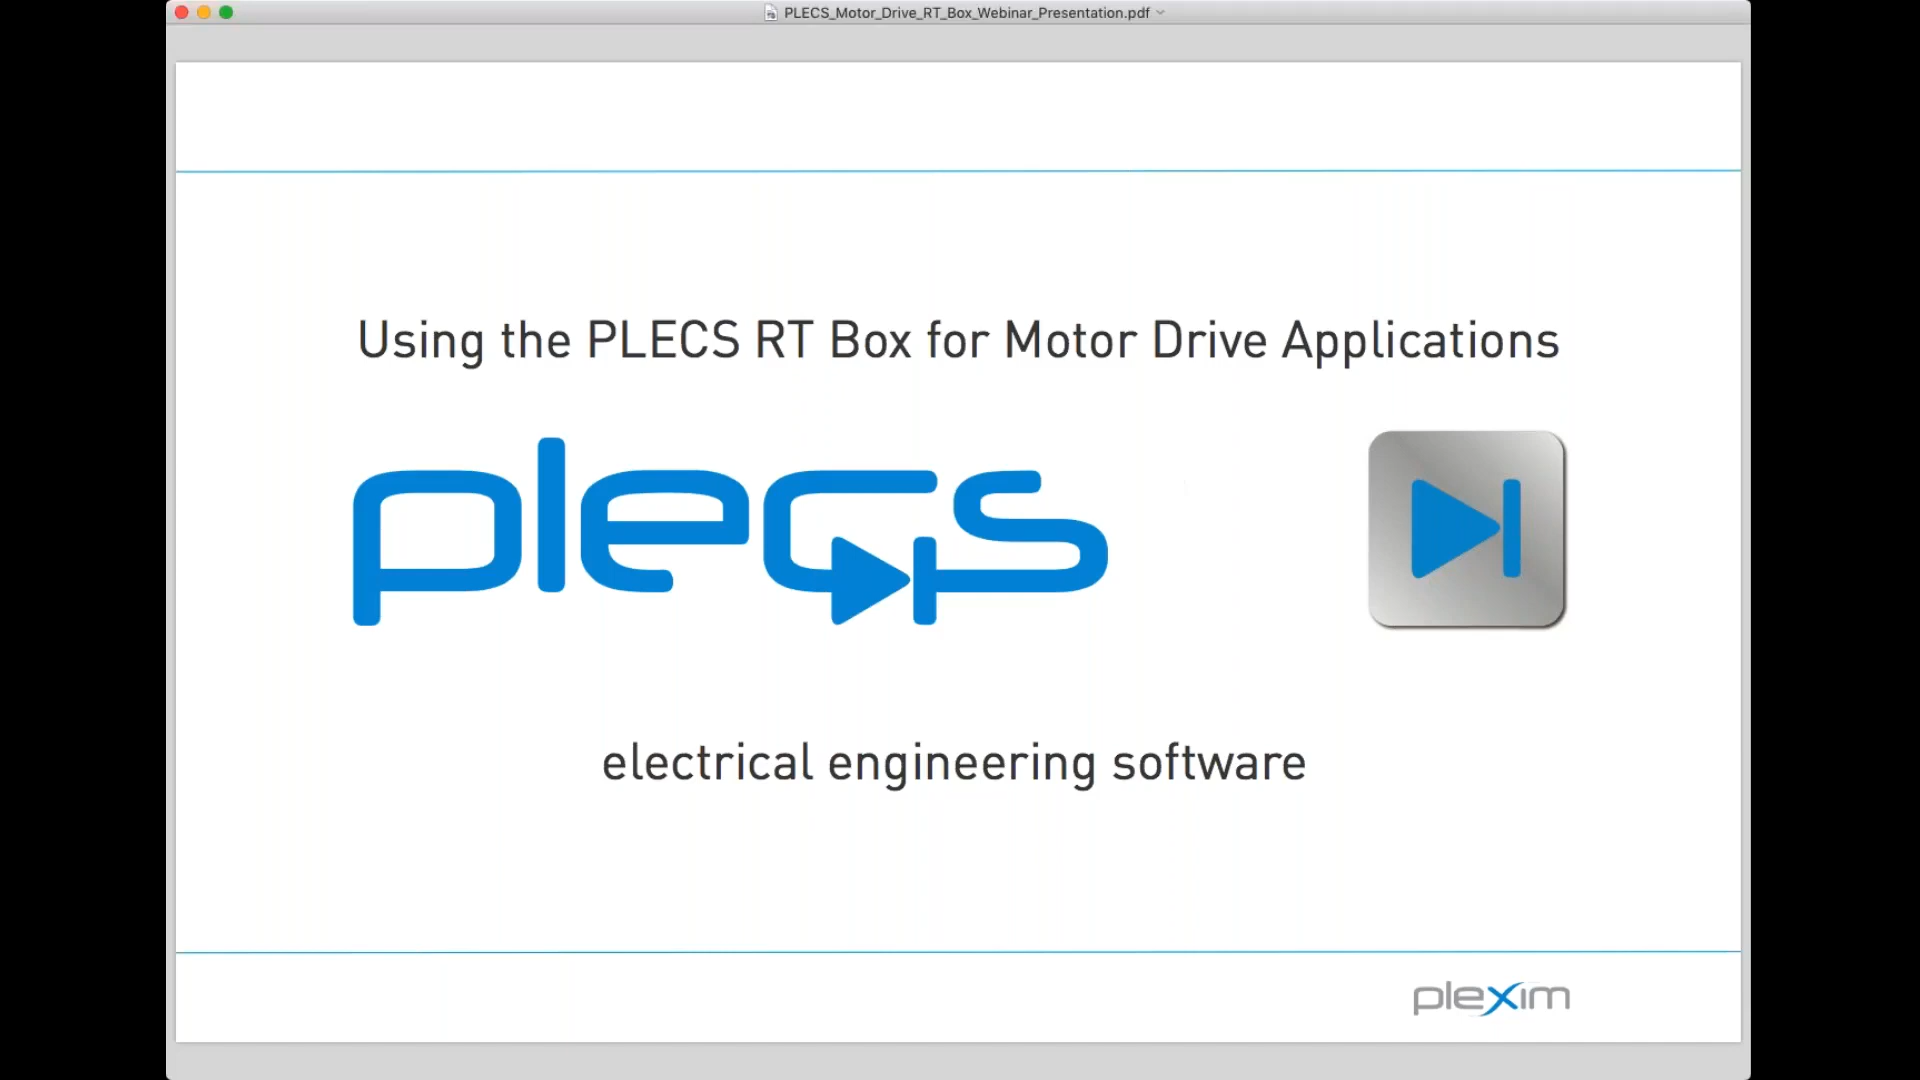 PLECS_Motor_Drive_RT_Box_Webinar_Presentation.pdf
Using the PLECS RT Box for Motor Drive Applications
plecs
electrical engineering software
plexim